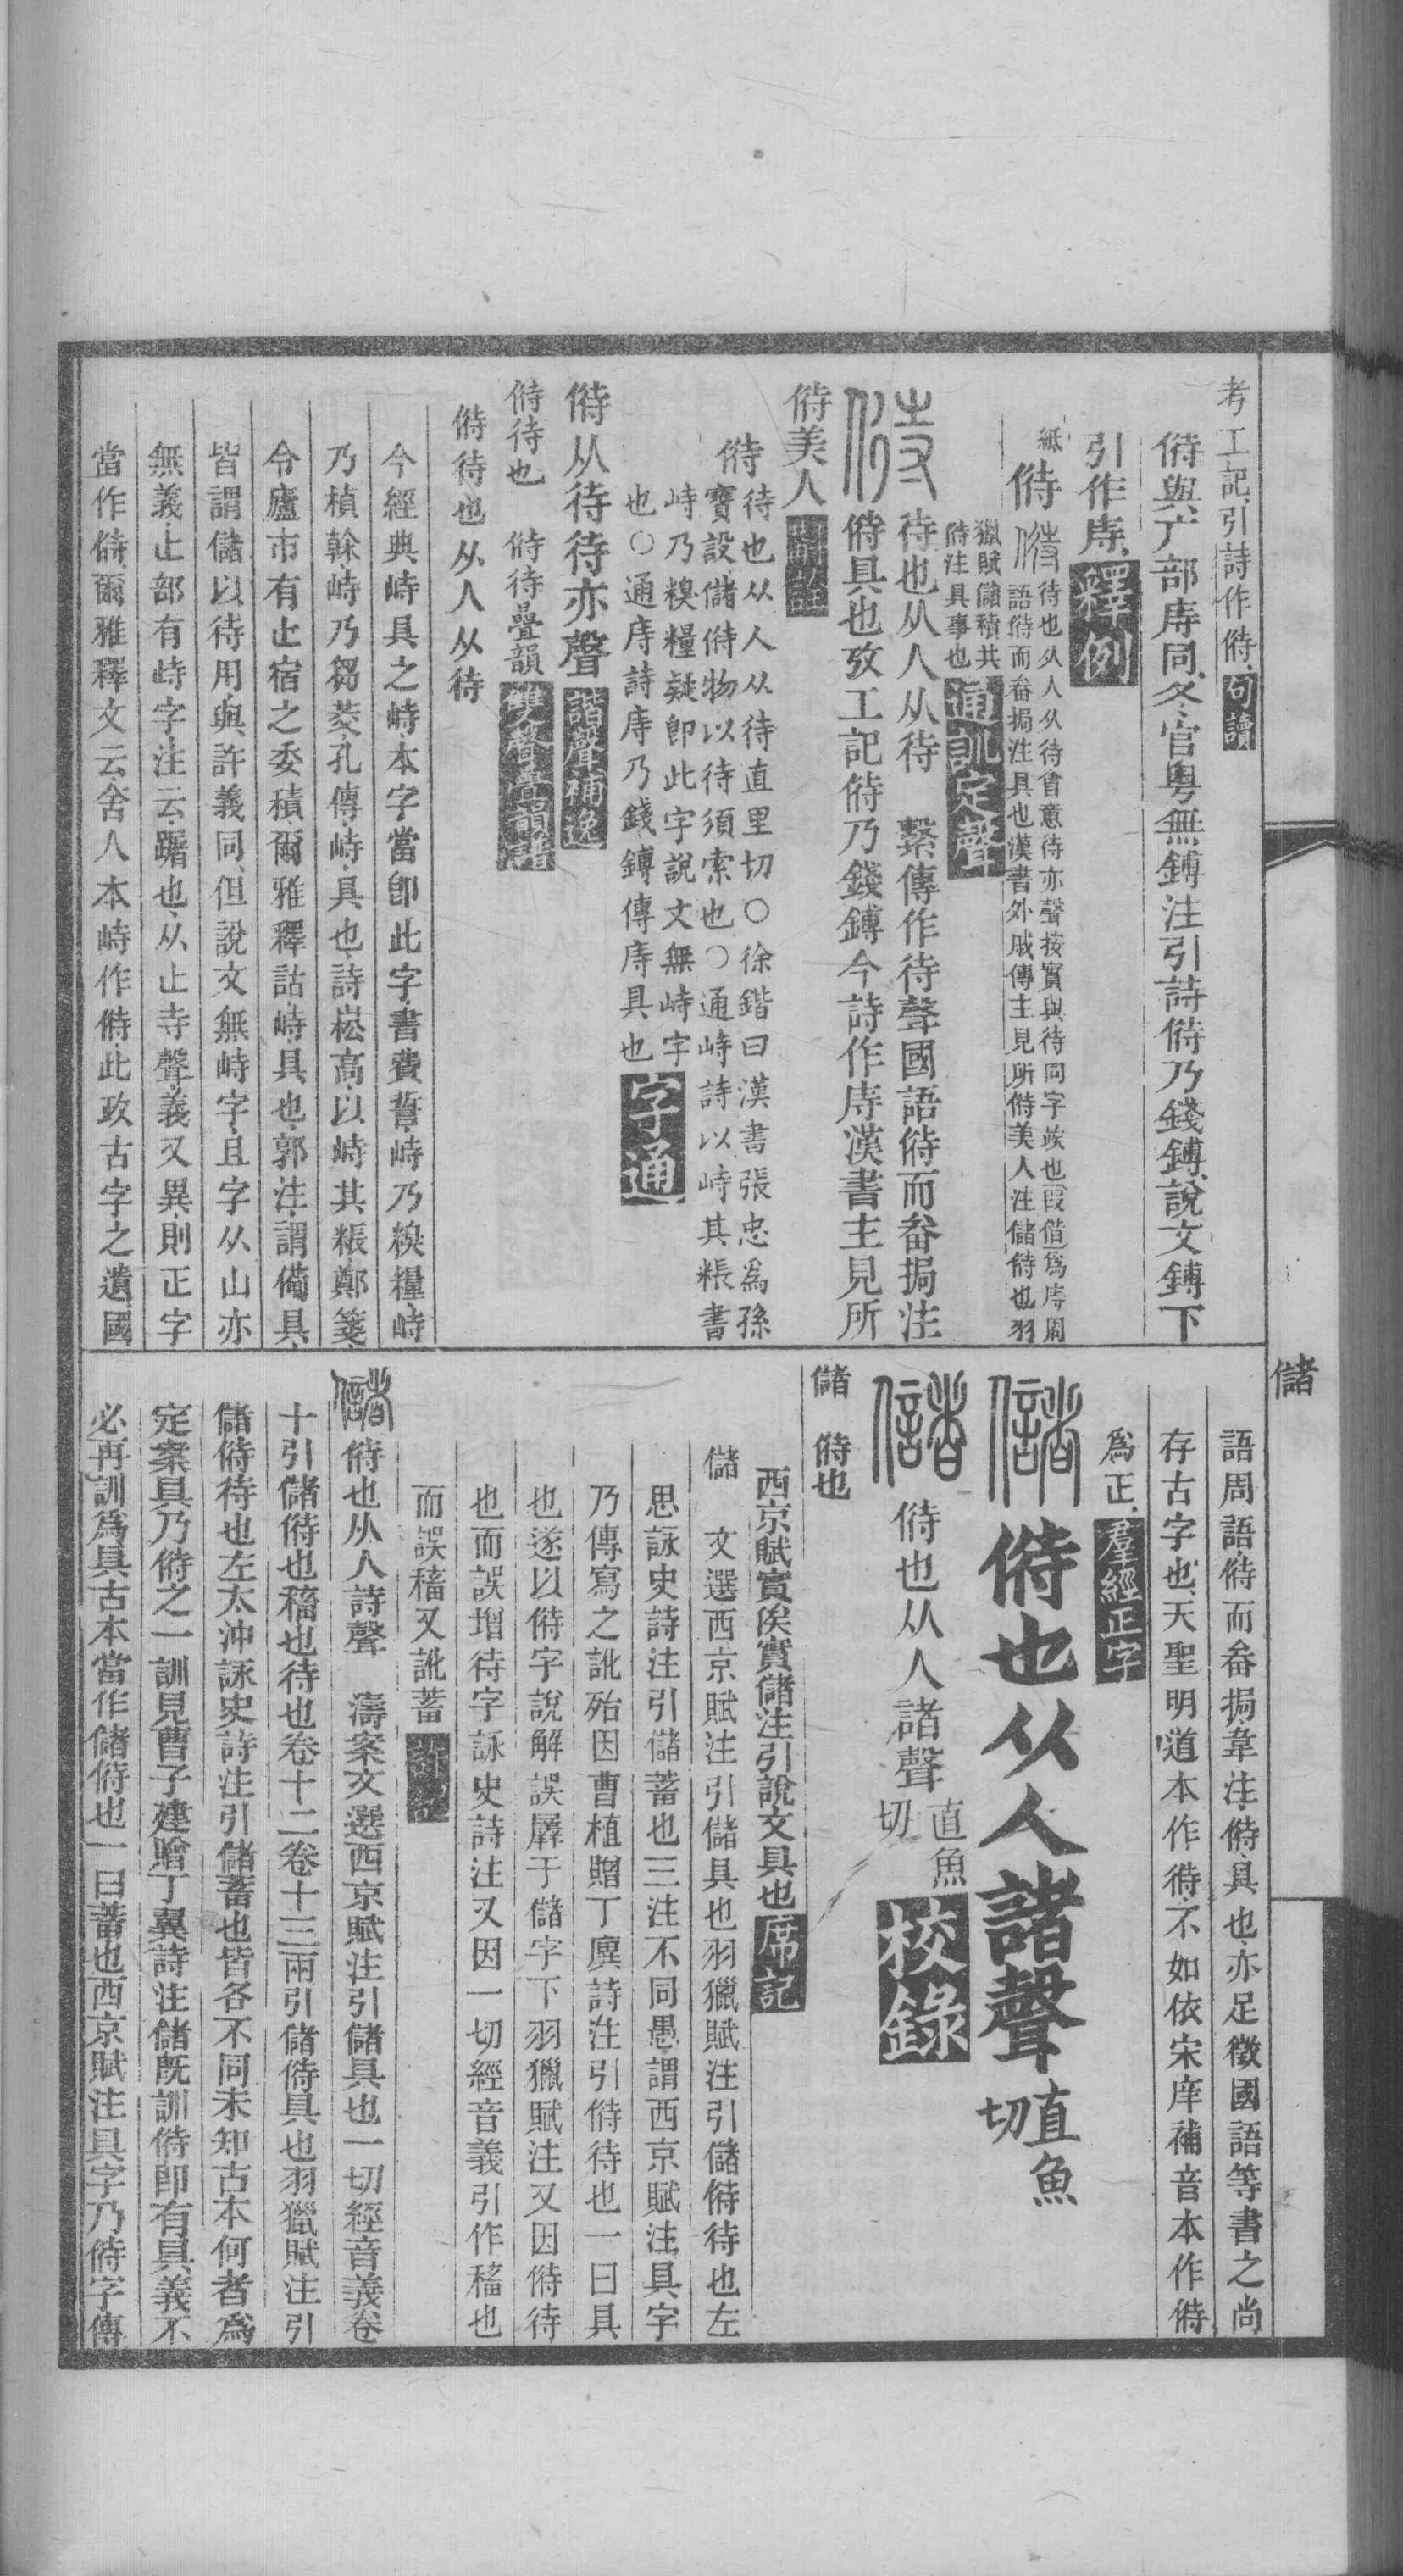 考工記引詩作偫句讀
偫與广部庤同冬官粵無鎛注引詩偫乃錢鎛說文鎛下
引作庤釋例
紙偫
待也从人从待會意待亦聲按實與待同字竢也叚借爲庤周
語偫而畚挶注具也漢書外戚傳主見所偫美人注儲偫也羽
獵賦儲積共
偫注具事也通訓定聲
待也从人从待 繫傳作待聲國語偫而畚挶注
偫具也攷工記偫乃錢鎛今詩作庤漢書主見所
偫美人
偫
待也从人从待直里切○徐鍇曰漢書張忠爲孫
寶設儲偫物以待須索也○通峙詩以峙其粻書
峙乃糗糧疑卽此字說文無峙字
也○通庤詩庤乃錢鎛傳庤具也字通
偫从待待亦聲諧聲補逸
偫待也 偫待疊韻雙聲疊韻譜
偫待也从人从待
今經典峙具之峙本字當卽此字書費誓峙乃糗糧峙
乃楨榦峙乃芻茭孔傳峙具也詩崧高以峙其粻鄭箋
令廬市有止宿之委積爾雅釋詁峙具也郭注謂備具
皆謂儲以待用與許義同但說文無峙字且字从山亦
無義止部有峙字注云䠧也从止寺聲義又異則正字
當作偫爾雅釋文云舍人本峙作偫此政古字之遺國
儲
語周語偫而畚挶韋注偫具也亦足徵國語等書之尚
存古字也天聖明道本作待不如依宋庠補音本作偫
爲正羣經正字
偫也从人諸聲直魚切
偫也从人諸聲直魚切校錄
儲 偫也
西京賦實俟實儲注引說文具也席記
儲 文選西京賦注引儲具也羽獵賦注引儲偫待也左
思詠史詩注引儲蓄也三注不同愚謂西京賦注具字
乃傳寫之訛殆因曹植贈丁廙詩注引偫待也一曰具
也遂以偫字說解誤羼于儲字下羽獵賦注又因偫待
也而誤增待字詠史詩注又因一切經音義引作稸也
而誤稸又訛蓄
偫也从人諸聲 濤案文選西京賦注引儲具也一切經音義卷
十引儲偫也稸也待也卷十二卷十三兩引儲偫具也羽獵賦注引
儲偫待也左太沖詠史詩注引儲蓄也皆各不同未知古本何者爲
定案具乃偫之一訓見曹子建贈丁翼詩注儲旣訓偫卽有具義不
必再訓爲具古本當作儲偫也一曰蓄也西京賦注具字乃待字傳